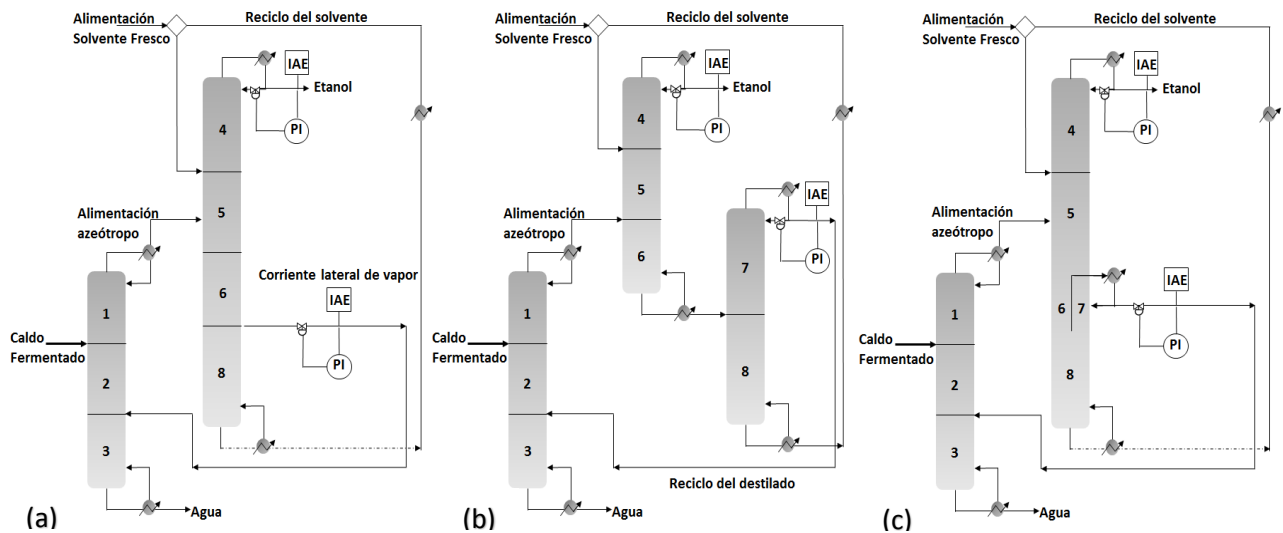 Alimentación
Solvente Fresco
Reciclo del solvente
IAE
Etanol
PI
4
5
6
8
Alimentación
azeótropo
Corriente lateral de vapor
IAE
PI
1
2
3
Caldo
Fermentado
Agua
(a)
Alimentación
Solvente Fresco
Reciclo del solvente
IAE
Etanol
PI
4
5
6
Alimentación
azeótropo
IAE
PI
7
8
1
2
3
Caldo
Fermentado
Reciclo del destilado
Agua
(b)
Alimentación
Solvente Fresco
Reciclo del solvente
IAE
Etanol
PI
4
5
6 7
8
Alimentación
azeótropo
IAE
PI
1
2
3
Caldo
Fermentado
Agua
(c)